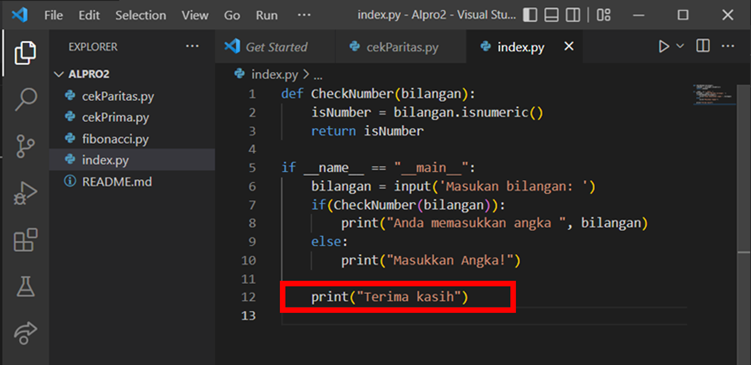 File Edit Selection View Go Run ··· index.py - Alpro2 - Visual Stu...
EXPLORER ···
ALPRO2
cekParitas.py
cekPrima.py
fibonacci.py
index.py
README.md
Get Started cekParitas.py index.py
index.py > ...
1 def CheckNumber(bilangan):
2 isNumber = bilangan.isnumeric()
3 return isNumber
4
5 if __name__ == "__main__":
6 bilangan = input('Masukan bilangan: ')
7 if(CheckNumber(bilangan)):
8 print("Anda memasukkan angka ", bilangan)
9 else:
10 print("Masukkan Angka!")
11
12 print("Terima kasih")
13